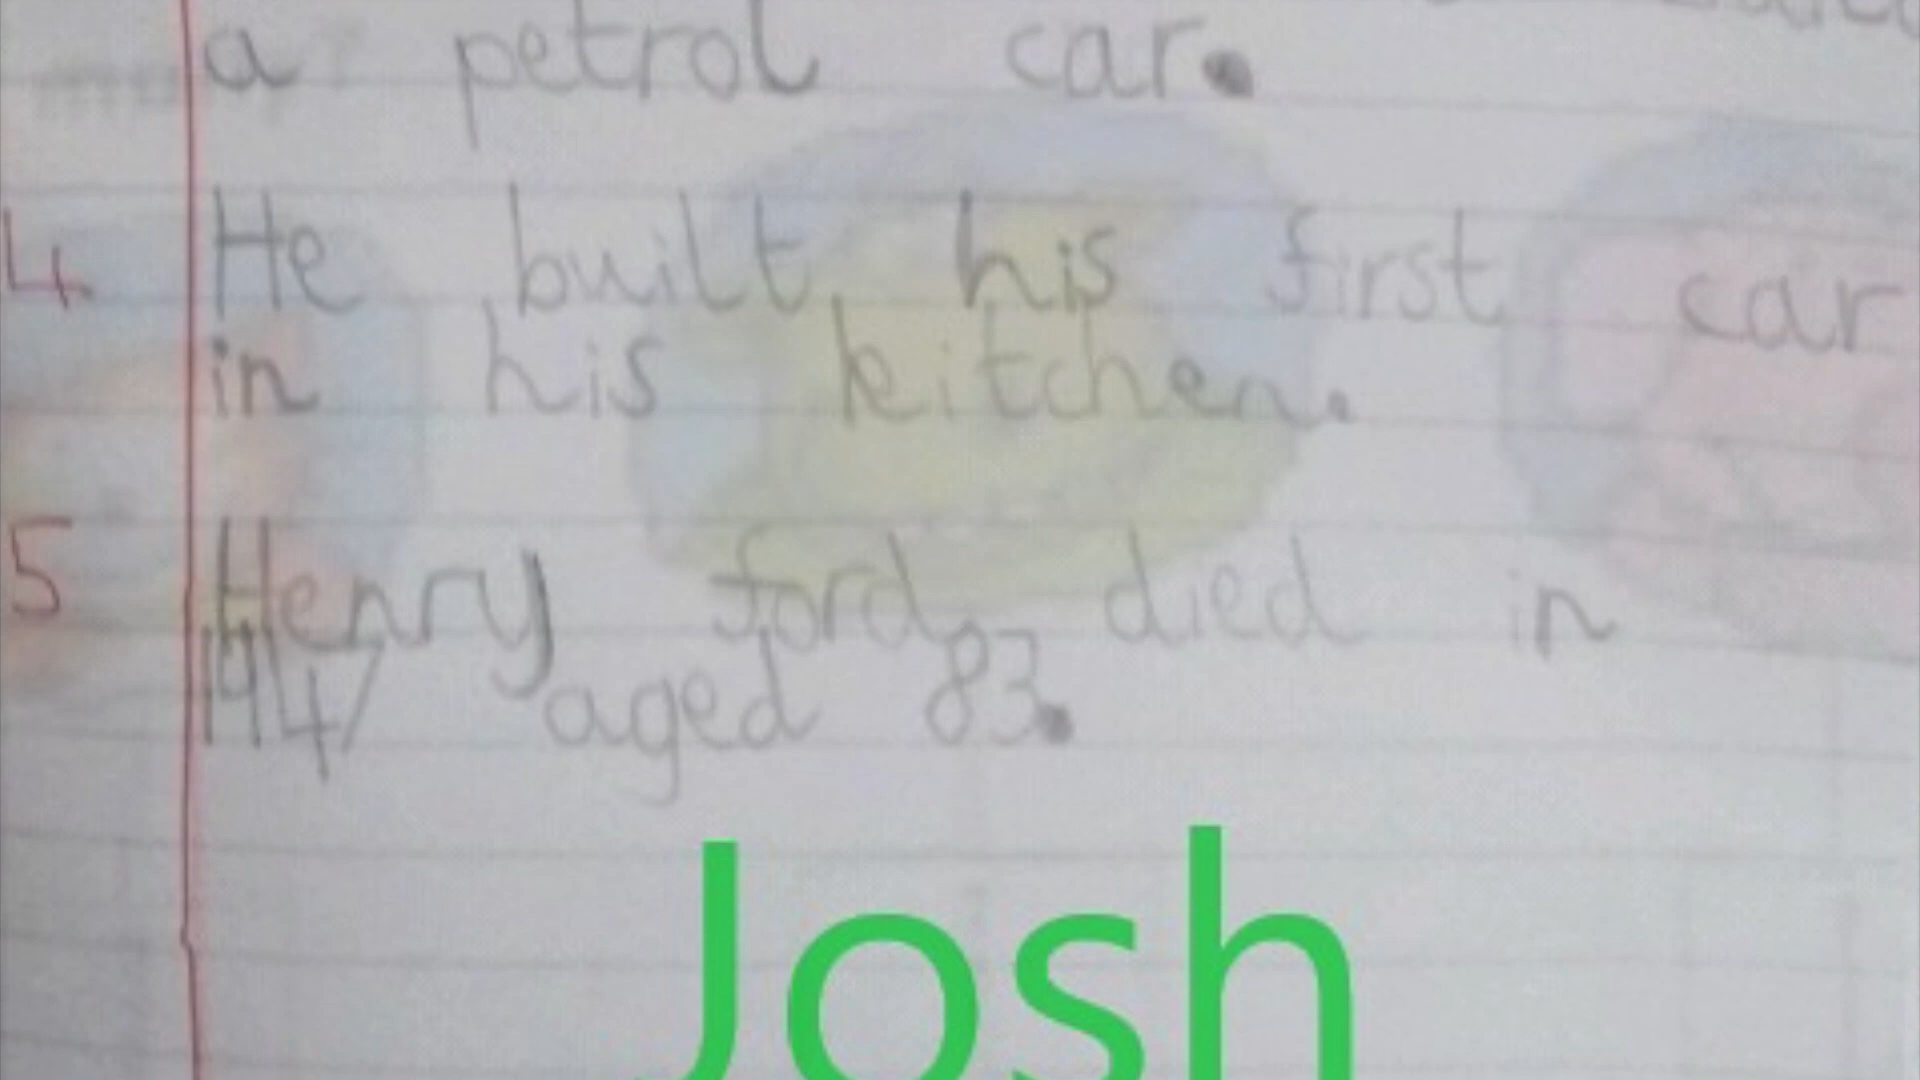 a petrol car.
4. He built his first car
in his kitchen.
5 Henry ford died in
1947 aged 83.
Josh